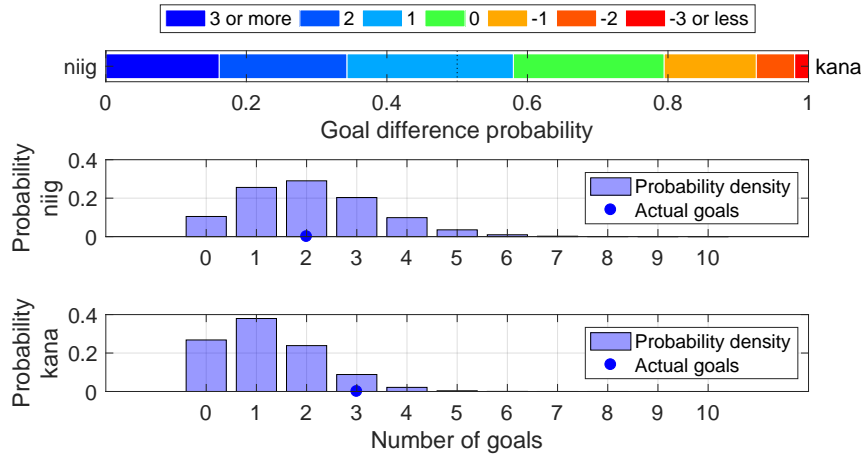 3 or more 2 1 0 -1 -2 -3 or less
niig kana
0 0.2 0.4 0.6 0.8 1
Goal difference probability
Probability
niig
0.4
0.2
0
Probability density
Actual goals
0 1 2 3 4 5 6 7 8 9 10
Probability
kana
0.4
0.2
0
Probability density
Actual goals
0 1 2 3 4 5 6 7 8 9 10
Number of goals